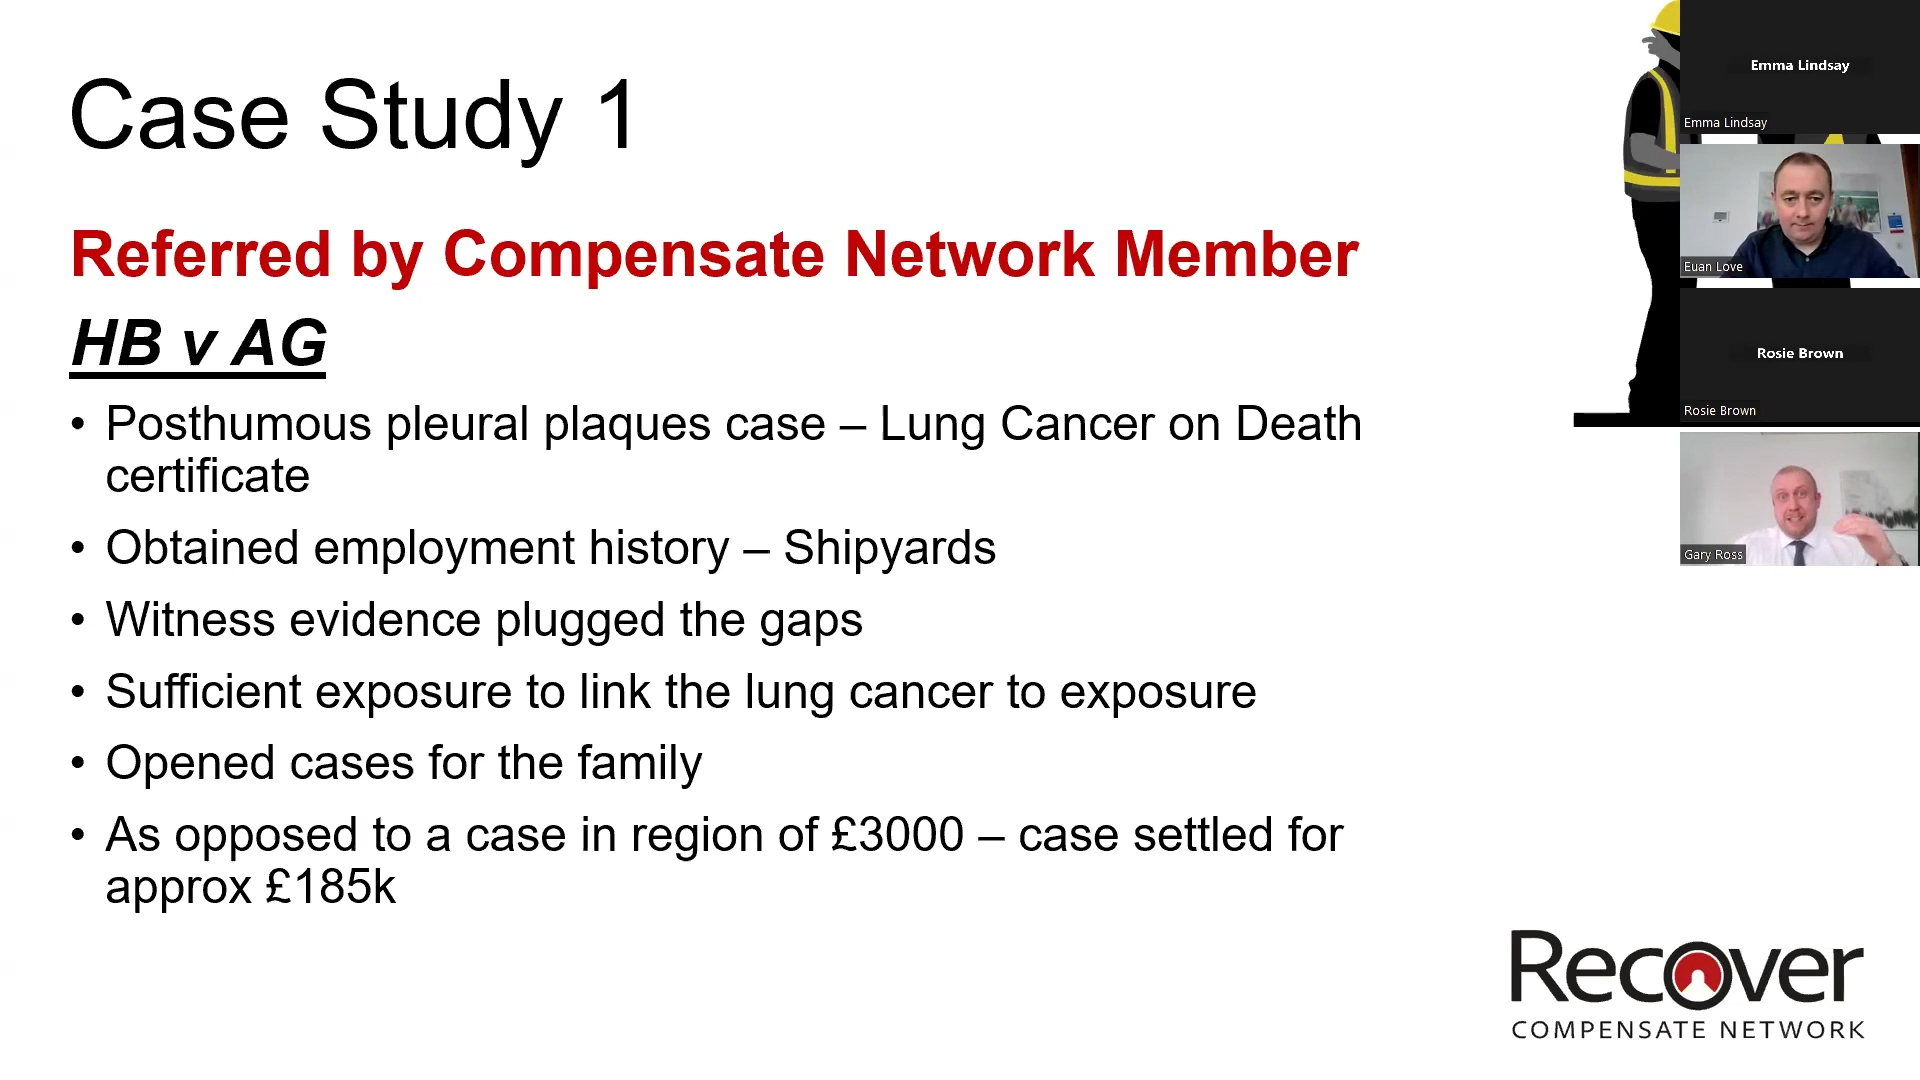 Case Study 1
Referred by Compensate Network Member
HB v AG
• Posthumous pleural plaques case – Lung Cancer on Death
certificate
• Obtained employment history – Shipyards
• Witness evidence plugged the gaps
• Sufficient exposure to link the lung cancer to exposure
• Opened cases for the family
• As opposed to a case in region of £3000 – case settled for
approx £185k
Emma Lindsay
Emma Lindsay
Euan Love
Rosie Brown
Rosie Brown
Gary Ross
Recover
COMPENSATE NETWORK